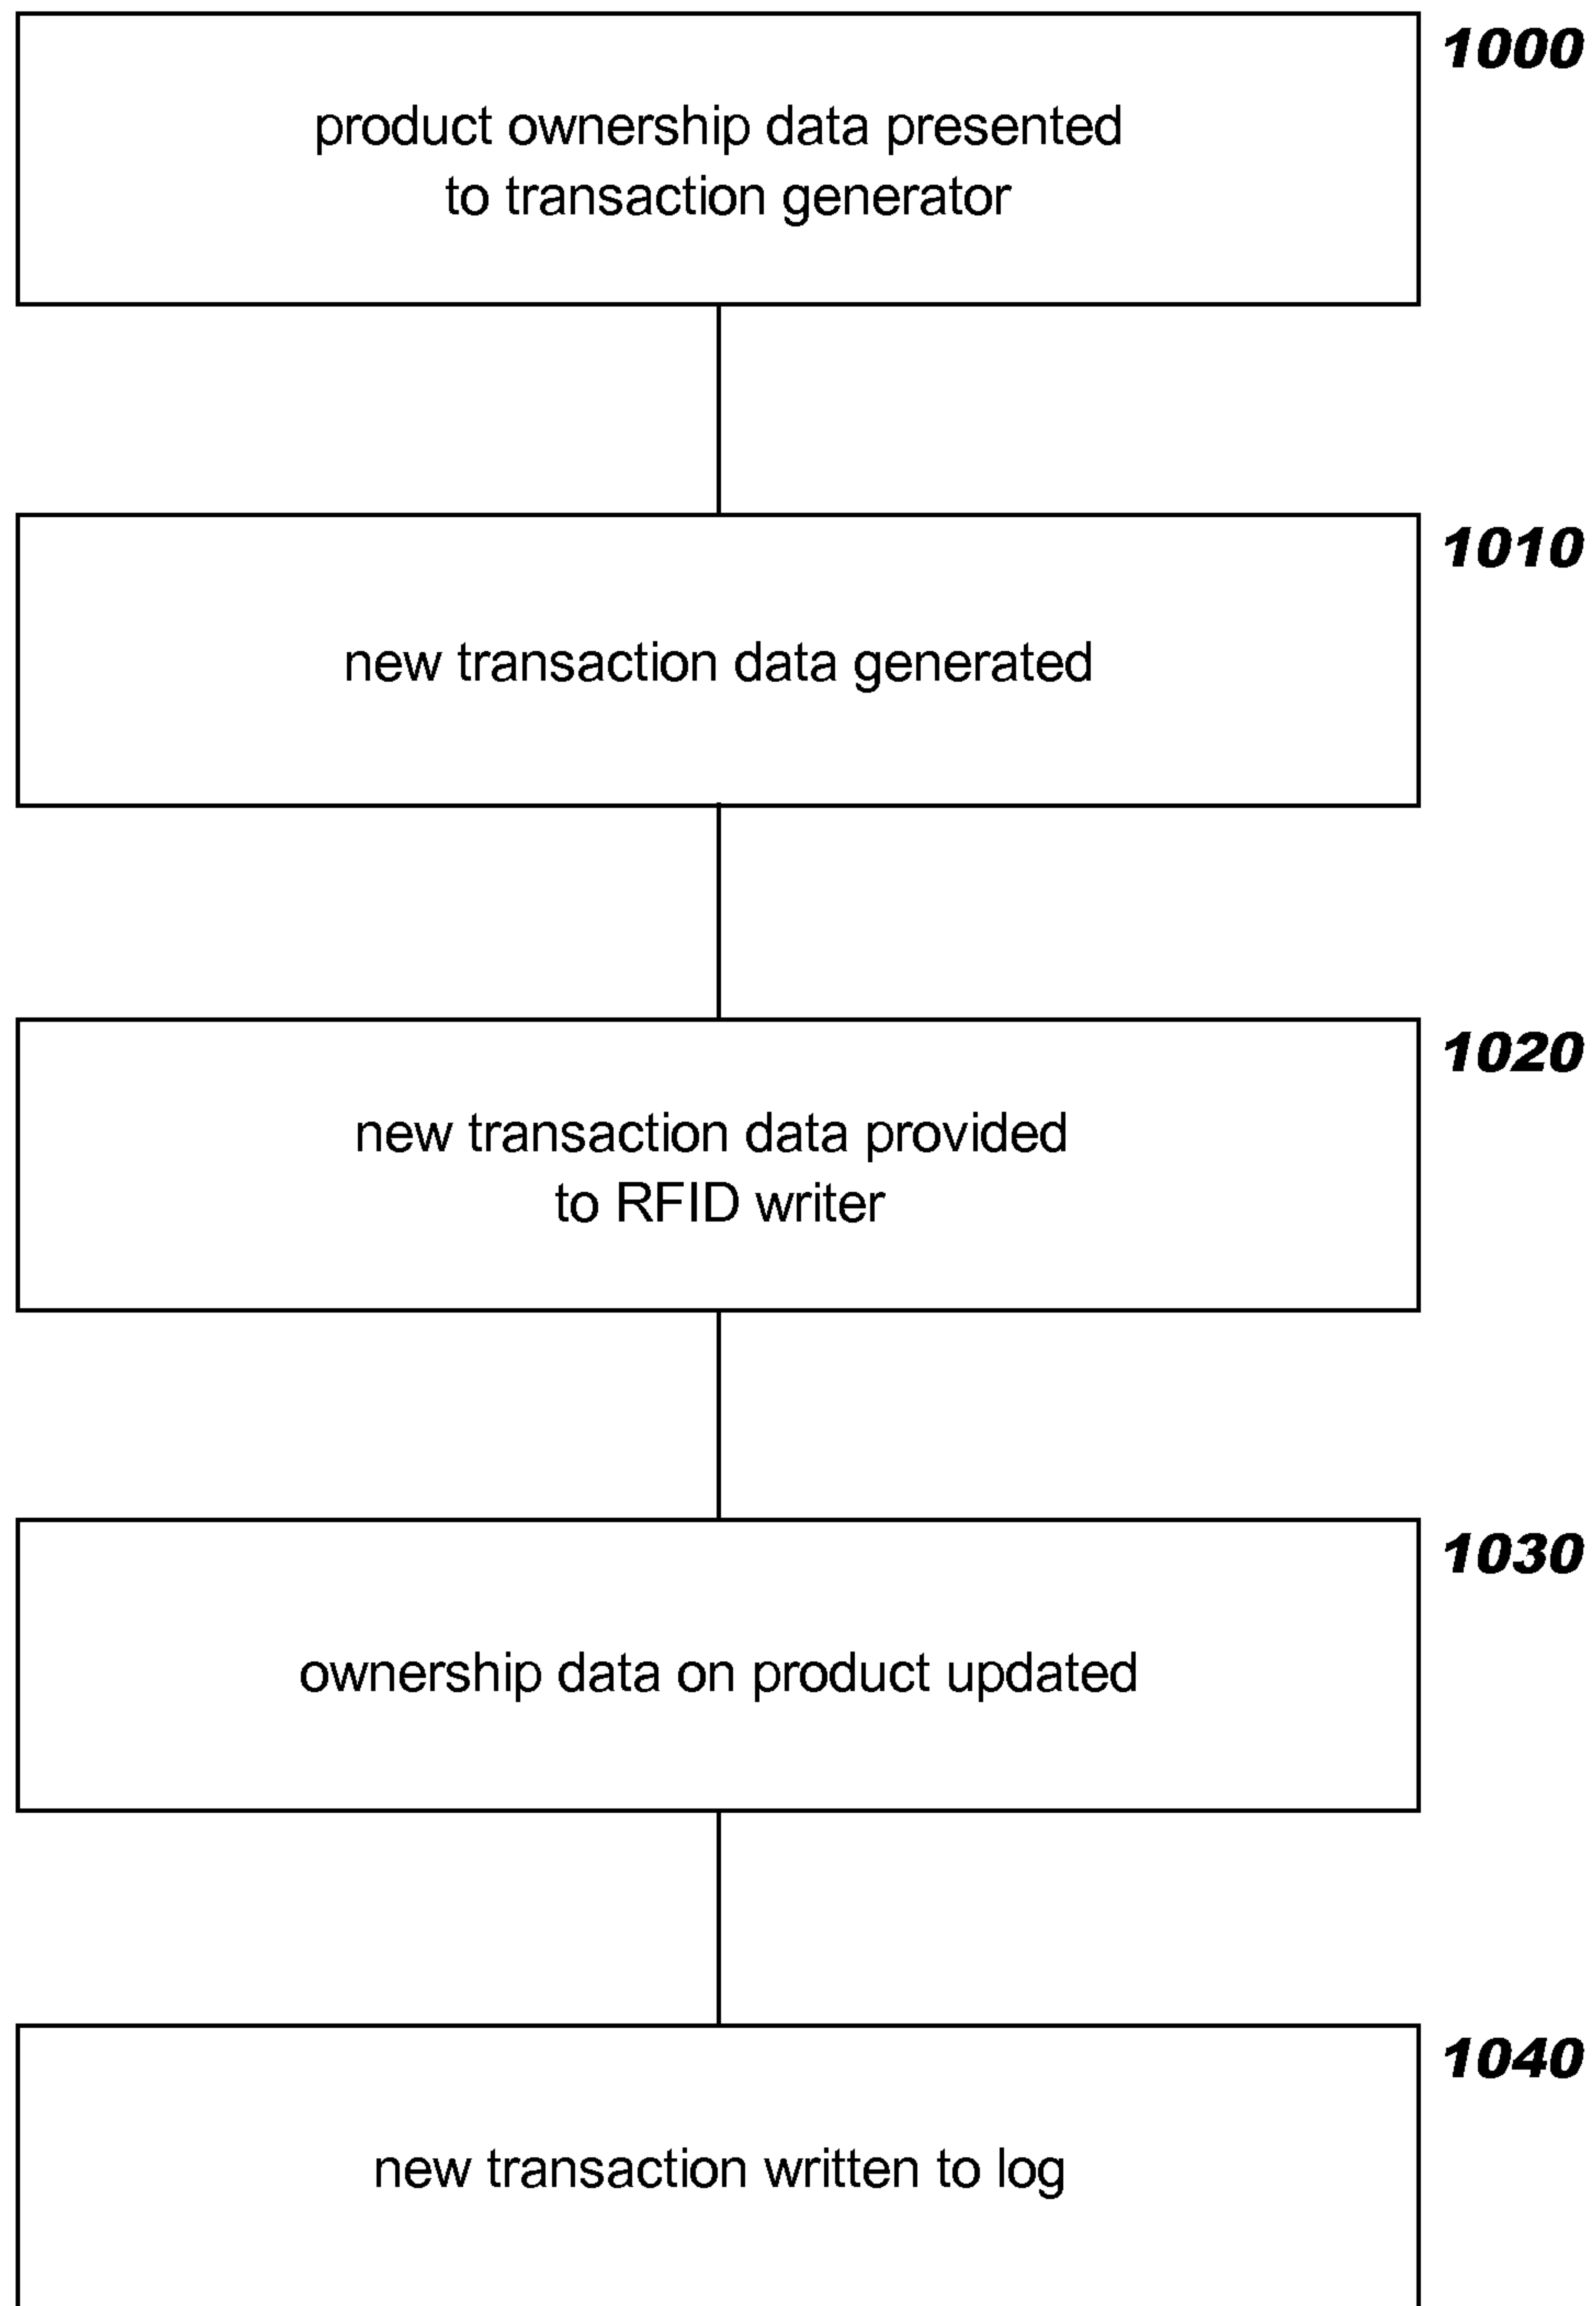 1000
product ownership data presented
to transaction generator
1010
new transaction data generated
1020
new transaction data provided
to RFID writer
1030
ownership data on product updated
1040
new transaction written to log